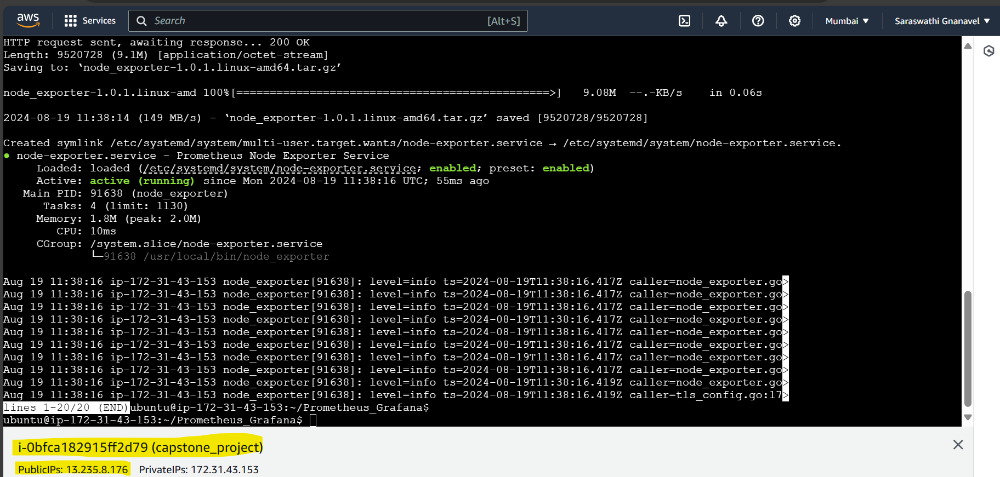 aws Services Search [Alt+S] Mumbai Saraswathi Gnanavel
HTTP request sent, awaiting response... 200 OK
Length: 9520728 (9.1M) [application/octet-stream]
Saving to: ‘node_exporter-1.0.1.linux-amd64.tar.gz’
node_exporter-1.0.1.linux-amd 100%[===============================================>] 9.08M --.-KB/s in 0.06s
2024-08-19 11:38:14 (149 MB/s) - ‘node_exporter-1.0.1.linux-amd64.tar.gz’ saved [9520728/9520728]
Created symlink /etc/systemd/system/multi-user.target.wants/node-exporter.service → /etc/systemd/system/node-exporter.service.
● node-exporter.service - Prometheus Node Exporter Service
Loaded: loaded (/etc/systemd/system/node-exporter.service; enabled; preset: enabled)
Active: active (running) since Mon 2024-08-19 11:38:16 UTC; 55ms ago
Main PID: 91638 (node_exporter)
Tasks: 4 (limit: 1130)
Memory: 1.8M (peak: 2.0M)
CPU: 10ms
CGroup: /system.slice/node-exporter.service
└─91638 /usr/local/bin/node_exporter
Aug 19 11:38:16 ip-172-31-43-153 node_exporter[91638]: level=info ts=2024-08-19T11:38:16.417Z caller=node_exporter.go>
Aug 19 11:38:16 ip-172-31-43-153 node_exporter[91638]: level=info ts=2024-08-19T11:38:16.417Z caller=node_exporter.go>
Aug 19 11:38:16 ip-172-31-43-153 node_exporter[91638]: level=info ts=2024-08-19T11:38:16.417Z caller=node_exporter.go>
Aug 19 11:38:16 ip-172-31-43-153 node_exporter[91638]: level=info ts=2024-08-19T11:38:16.417Z caller=node_exporter.go>
Aug 19 11:38:16 ip-172-31-43-153 node_exporter[91638]: level=info ts=2024-08-19T11:38:16.417Z caller=node_exporter.go>
Aug 19 11:38:16 ip-172-31-43-153 node_exporter[91638]: level=info ts=2024-08-19T11:38:16.417Z caller=node_exporter.go>
Aug 19 11:38:16 ip-172-31-43-153 node_exporter[91638]: level=info ts=2024-08-19T11:38:16.417Z caller=node_exporter.go>
Aug 19 11:38:16 ip-172-31-43-153 node_exporter[91638]: level=info ts=2024-08-19T11:38:16.417Z caller=node_exporter.go>
Aug 19 11:38:16 ip-172-31-43-153 node_exporter[91638]: level=info ts=2024-08-19T11:38:16.419Z caller=node_exporter.go>
Aug 19 11:38:16 ip-172-31-43-153 node_exporter[91638]: level=info ts=2024-08-19T11:38:16.419Z caller=tls_config.go:17>
lines 1-20/20 (END)ubuntu@ip-172-31-43-153:~/Prometheus_Grafana$
ubuntu@ip-172-31-43-153:~/Prometheus_Grafana$
i-0bfca182915ff2d79 (capstone_project)
PublicIPs: 13.235.8.176 PrivateIPs: 172.31.43.153